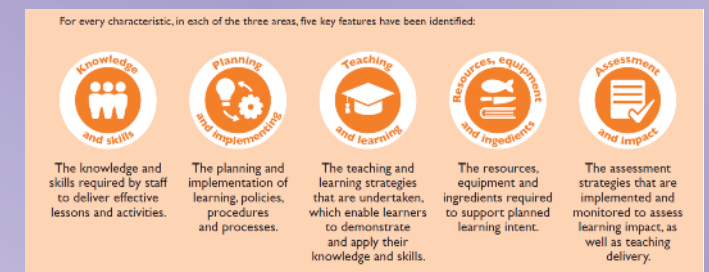 For every characteristic, in each of the three areas, five key features have been identified:
Knowledge
and skills
The knowledge and
skills required by staff
to deliver effective
lessons and activities.
Planning
and implementing
The planning and
implementation of
learning, policies,
procedures
and processes.
Teaching
and learning
The teaching and
learning strategies
that are undertaken,
which enable learners
to demonstrate
and apply their
knowledge and skills.
Resources, equipment
and ingedients
The resources,
equipment and
ingredients required
to support planned
learning intent.
Assessment
and impact
The assessment
strategies that are
implemented and
monitored to assess
learning impact, as
well as teaching
delivery.